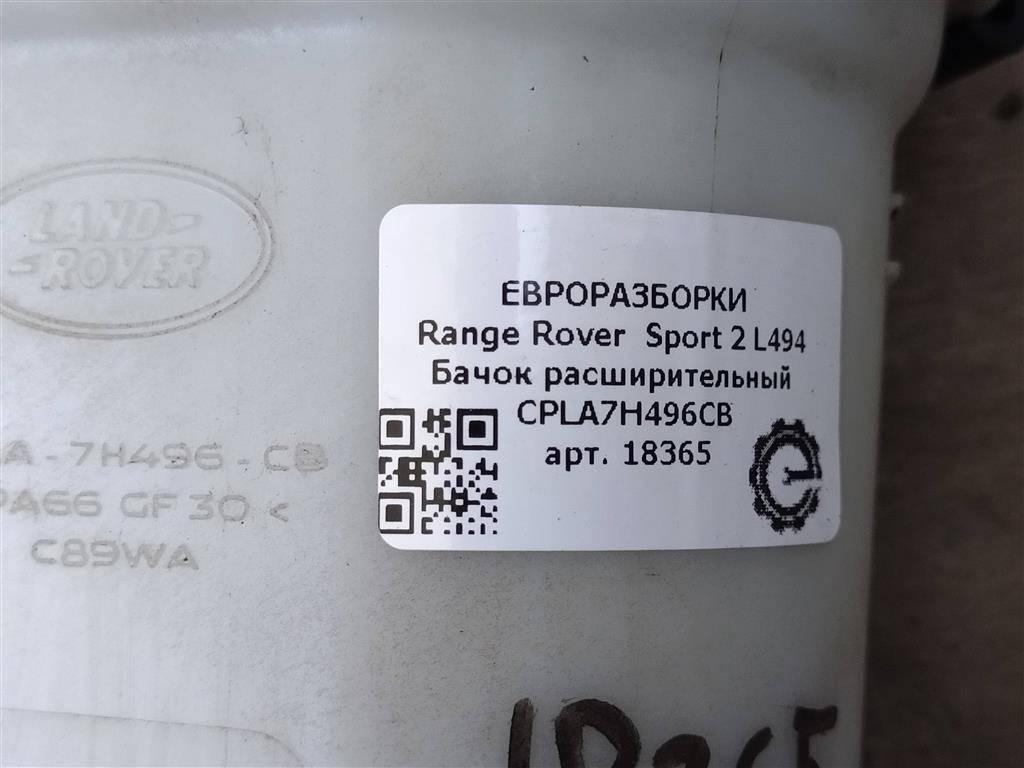 LAND-
-ROVER
ЕВРОРАЗБОРКИ
Range Rover Sport 2 L494
Бачок расширительный
CPLA7H496CB
арт. 18365
A - 7H496 - CB
PA66 GF 30 <
C89WA